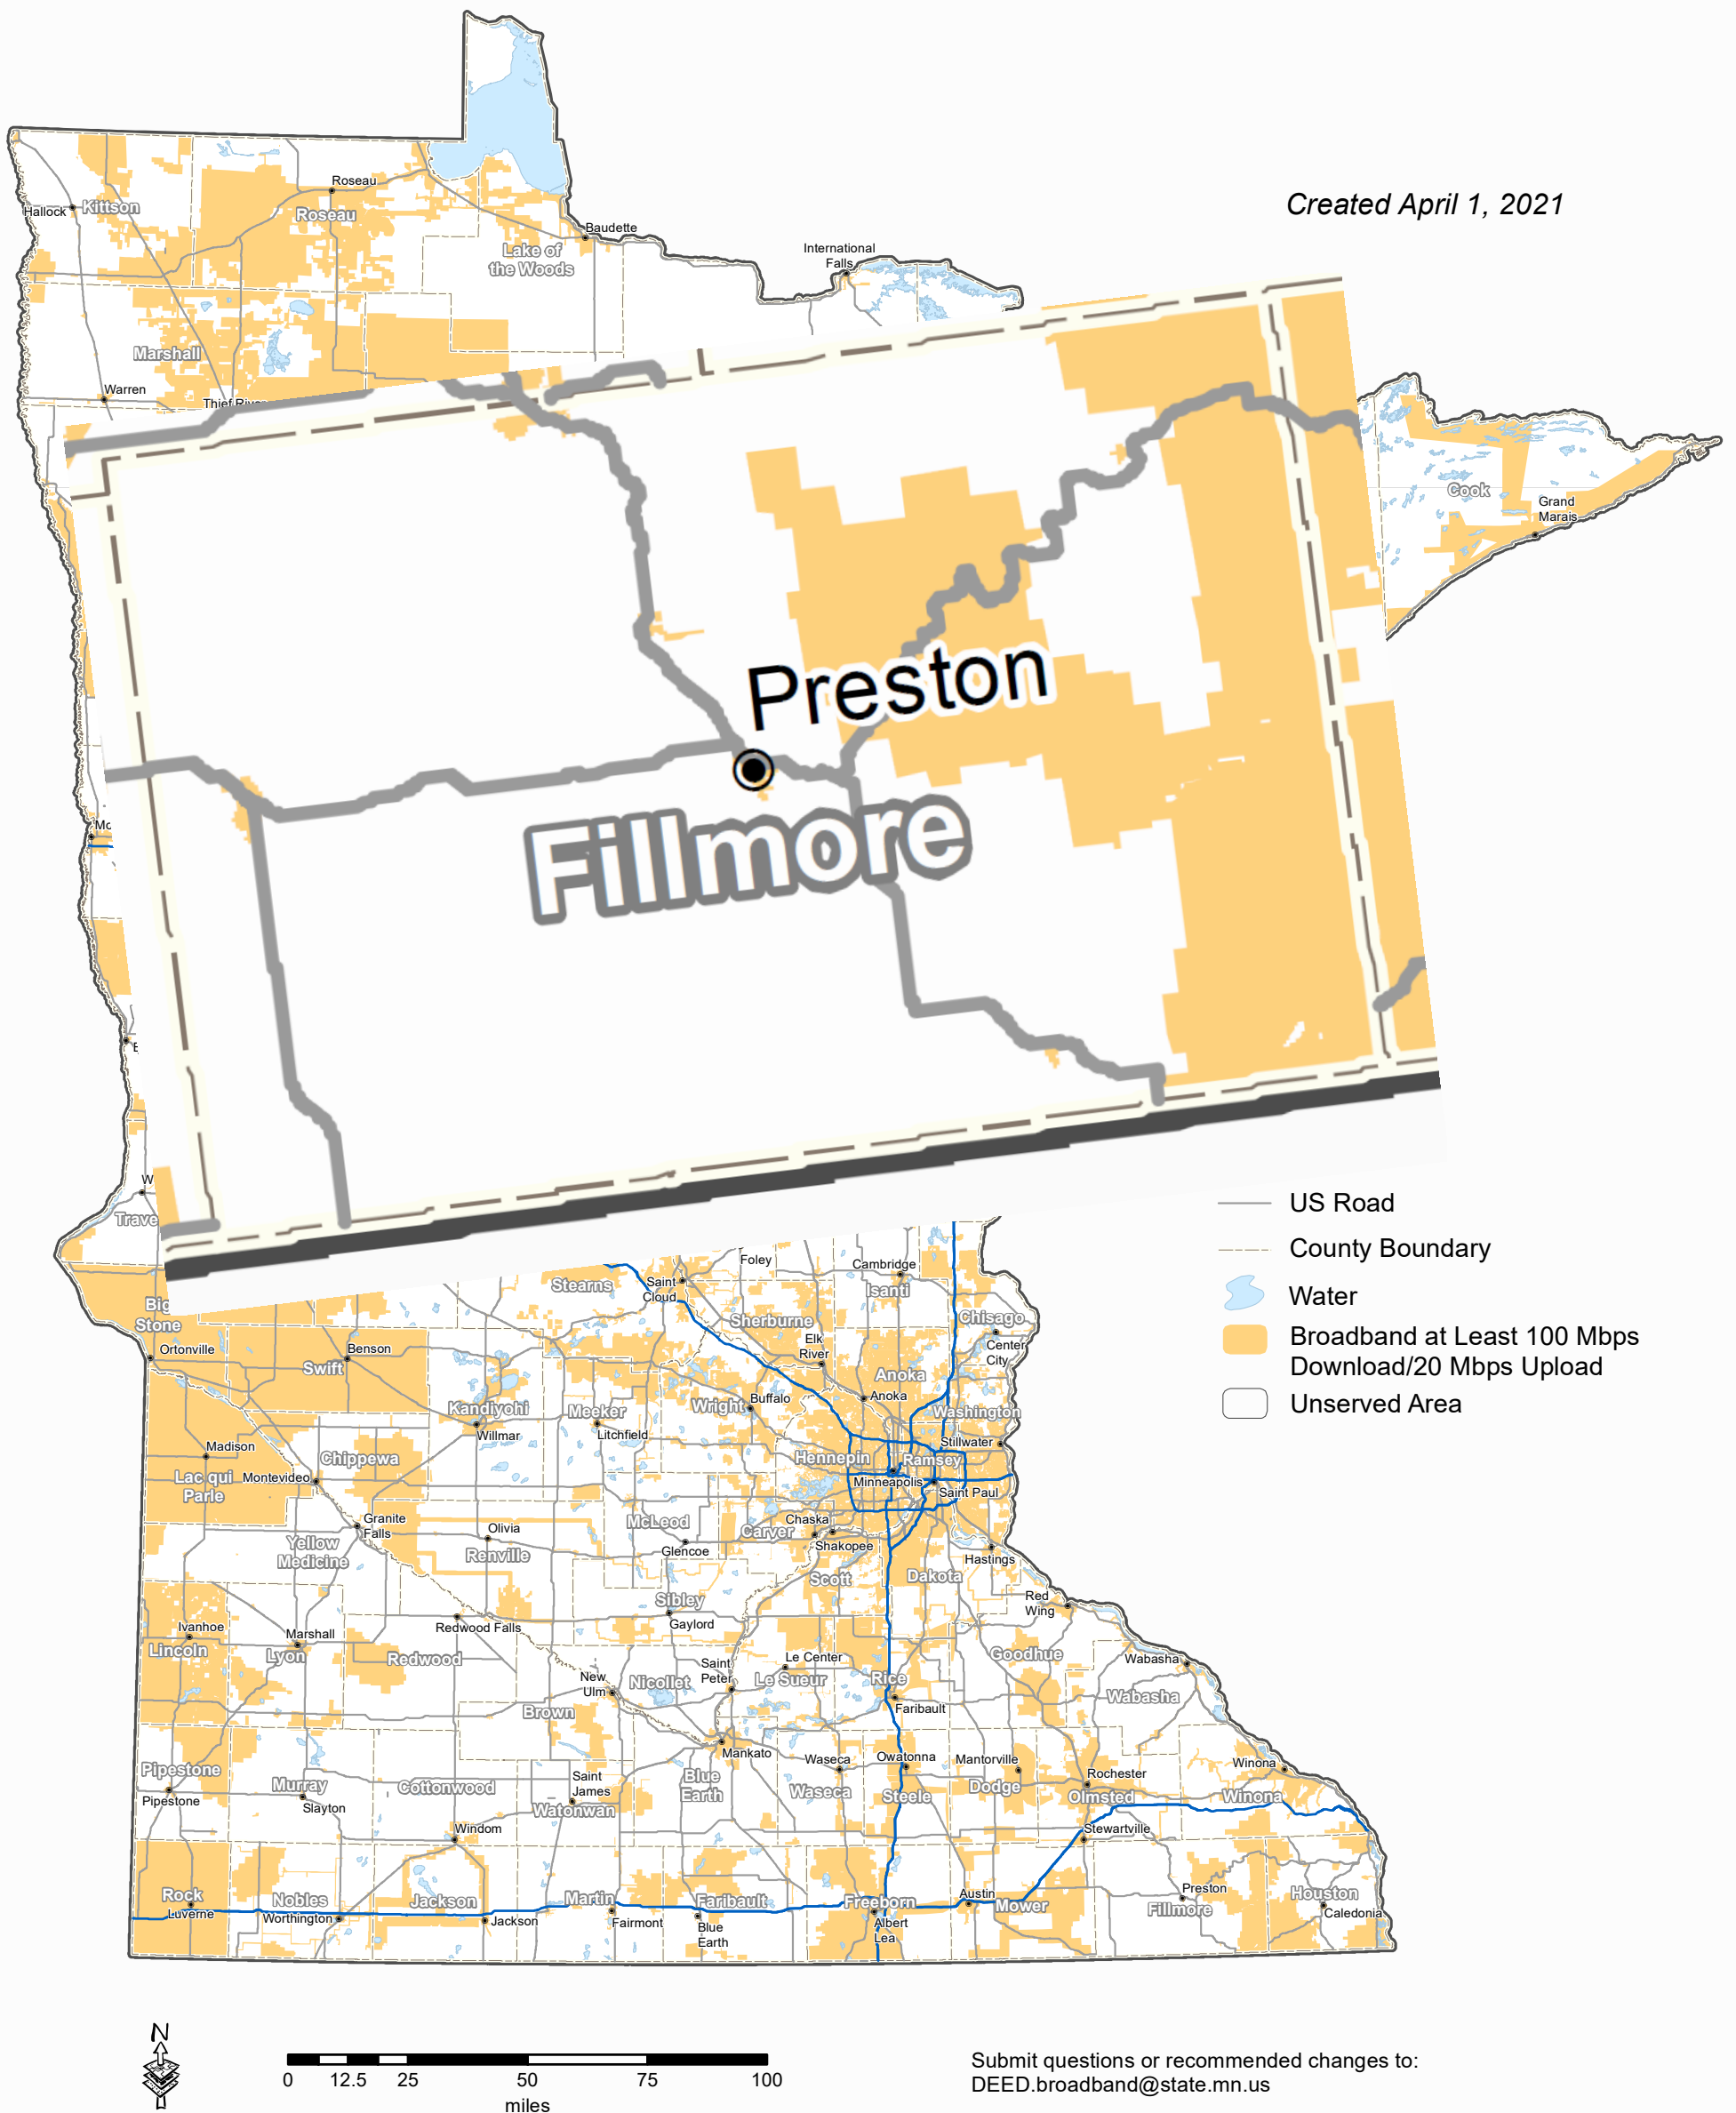 Created April 1, 2021
Roseau
Hallock
Kittson
Roseau
Baudette
Lake of
the Woods
International
Falls
Marshall
Warren
Cook
Grand
Marais
Preston
Fillmore
US Road
County Boundary
Water
Broadband at Least 100 Mbps
Download/20 Mbps Upload
Unserved Area
Foley
Cambridge
Stearns
Saint
Cloud
Isanti
Big
Stone
Sherburne
Chisago
Elk
River
Center
City
Ortonville
Benson
Swift
Anoka
Anoka
Buffalo
Wright
Kandiyohi
Willmar
Meeker
Litchfield
Washington
Stillwater
Madison
Chippewa
Hennepin
Ramsey
Lac qui
Parle
Montevideo
Minneapolis
Saint Paul
Granite
Falls
Olivia
McLeod
Chaska
Carver
Shakopee
Yellow
Medicine
Renville
Glencoe
Hastings
Scott
Dakota
Sibley
Gaylord
Red
Wing
Ivanhoe
Lincoln
Marshall
Lyon
Redwood Falls
Redwood
Goodhue
Wabasha
Saint
Peter
Le Center
Le Sueur
Rice
New
Ulm
Nicollet
Wabasha
Brown
Faribault
Mankato
Waseca
Owatonna
Mantorville
Winona
Pipestone
Pipestone
Murray
Slayton
Cottonwood
Saint
James
Watonwan
Blue
Earth
Waseca
Steele
Dodge
Rochester
Olmsted
Winona
Windom
Stewartville
Rock
Luverne
Nobles
Worthington
Jackson
Jackson
Martin
Fairmont
Faribault
Blue
Earth
Freeborn
Albert
Lea
Austin
Mower
Preston
Fillmore
Houston
Caledonia
N
0 12.5 25 50 75 100
miles
Submit questions or recommended changes to:
DEED.broadband@state.mn.us